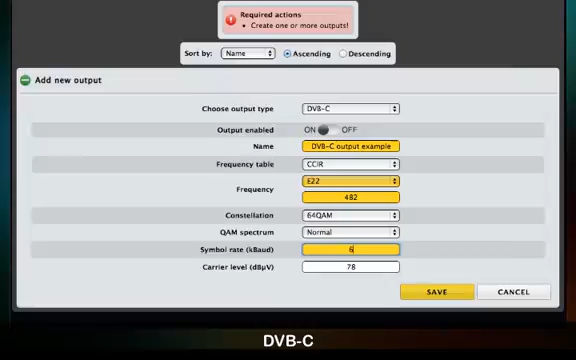 Required actions
• Create one or more outputs!
Sort by: Name Ascending Descending
Add new output
Choose output type DVB-C
Output enabled ON OFF
Name DVB-C output example
Frequency table CCIR
Frequency E22
482
Constellation 64QAM
QAM spectrum Normal
Symbol rate (kBaud) 6
Carrier level (dBµV) 78
SAVE CANCEL
DVB-C